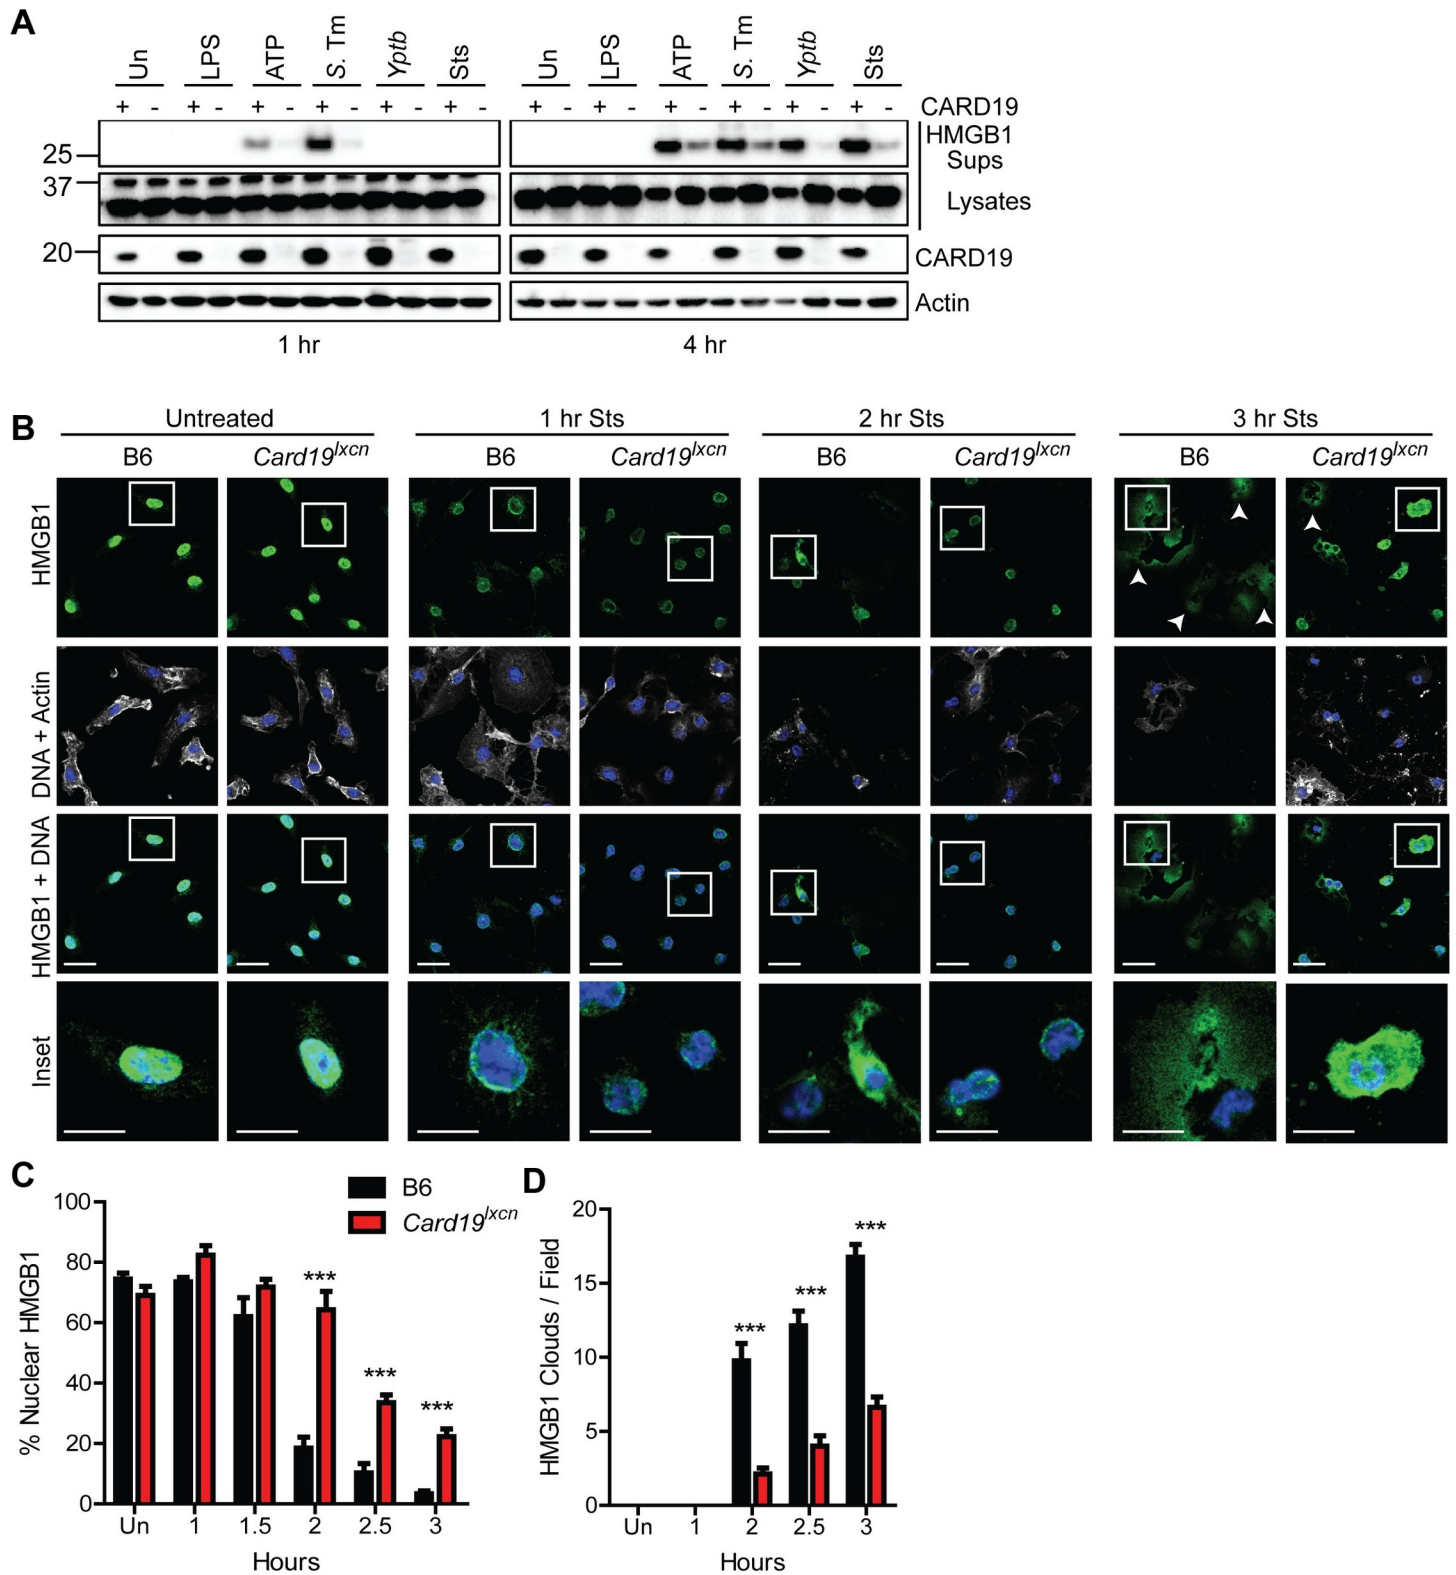 A
Un LPS ATP S. Tm Yptb Sts Un LPS ATP S. Tm Yptb Sts
+ - + - + - + - + - + - + - + - + - + - + - + - CARD19
25 HMGB1
Sups
37 Lysates
20 CARD19
Actin
1 hr 4 hr
B
Untreated 1 hr Sts 2 hr Sts 3 hr Sts
B6 Card19lxcn B6 Card19lxcn B6 Card19lxcn B6 Card19lxcn
HMGB1
DNA + Actin
HMGB1 + DNA
Inset
C
% Nuclear HMGB1
100
80
60
40
20
0
B6
Card19lxcn
***
***
***
Un 1 1.5 2 2.5 3
Hours
D
HMGB1 Clouds / Field
20
15
10
5
0
***
***
***
Un 1 2 2.5 3
Hours